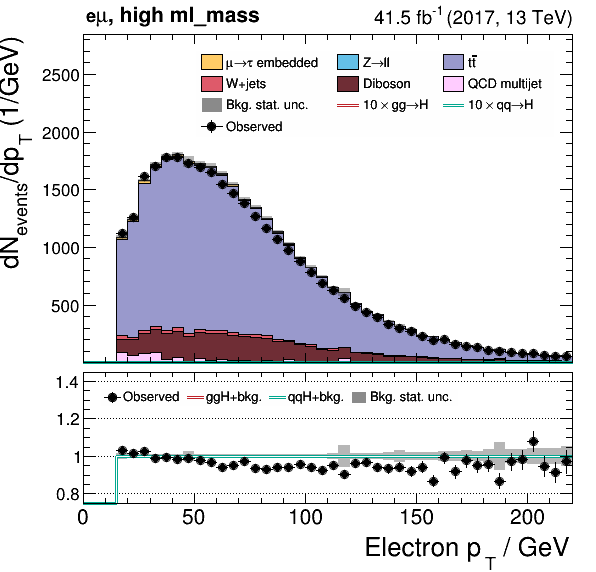 eμ, high ml_mass 41.5 fb⁻¹ (2017, 13 TeV)
dN_events/dp_T (1/GeV)
2500
2000
1500
1000
500
μ→τ embedded Z→ll tt̄
W+jets Diboson QCD multijet
Bkg. stat. unc. 10 × gg→H 10 × qq→H
Observed
1.4
1.2
1
0.8
Observed ggH+bkg. qqH+bkg. Bkg. stat. unc.
0 50 100 150 200
Electron p_T / GeV